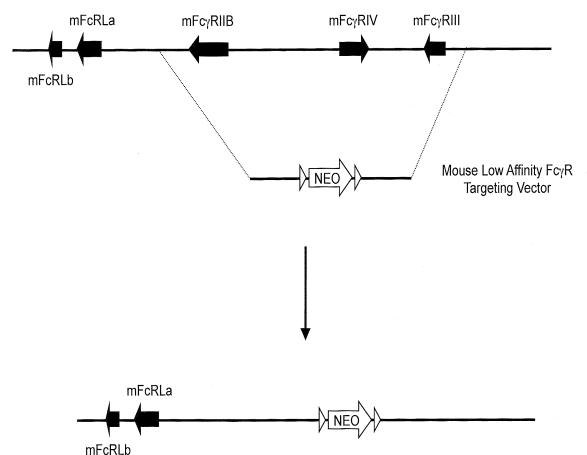 mFcRLa
mFcγRIIB
mFcγRIV
mFcγRIII
mFcRLb
NEO
Mouse Low Affinity FcγR
Targeting Vector
mFcRLa
NEO
mFcRLb